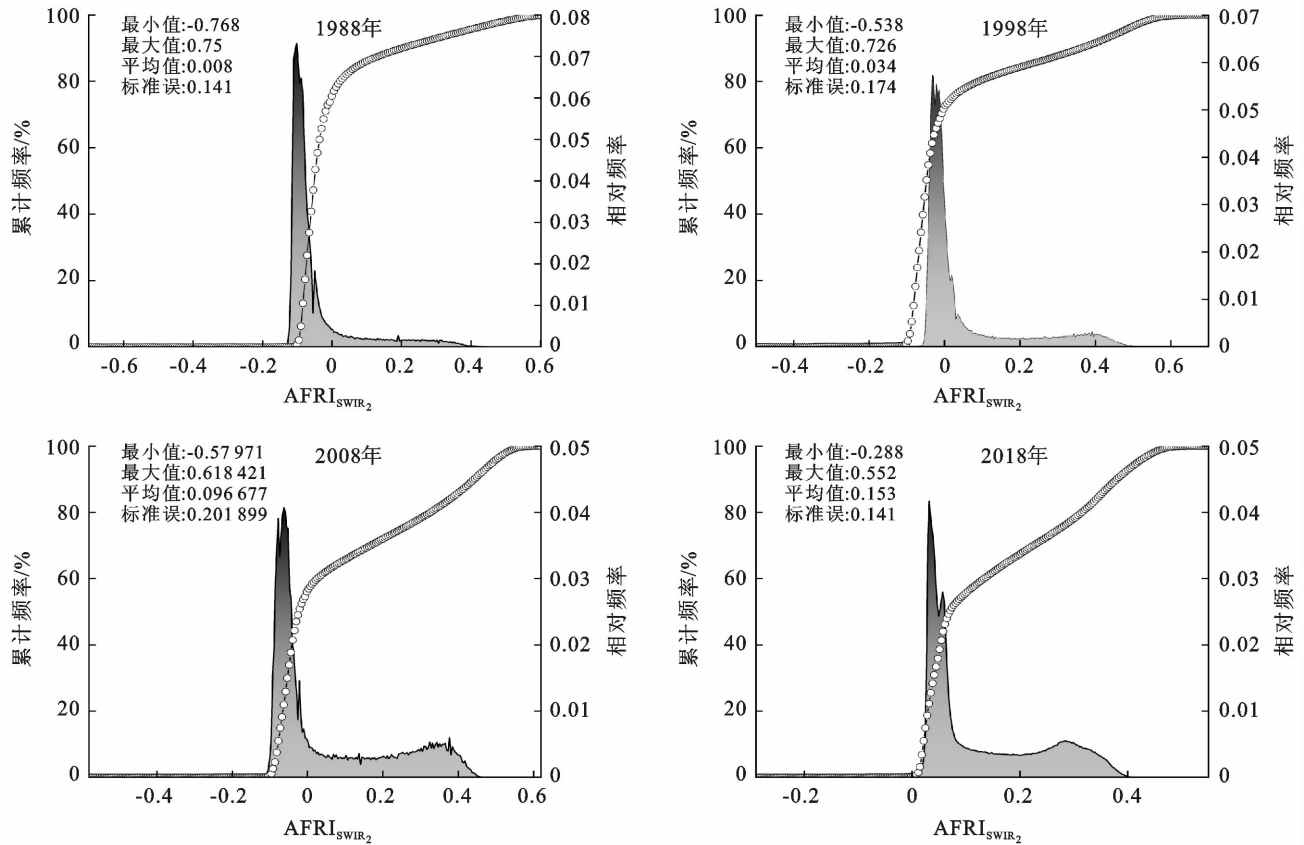 最小值:-0.768
最大值:0.75
平均值:0.008
标准误:0.141
1988年
累计频率/%
100
80
60
40
20
0
相对频率
0.08
0.07
0.06
0.05
0.04
0.03
0.02
0.01
0
-0.6 -0.4 -0.2 0 0.2 0.4 0.6
AFRI_SWIR2
最小值:-0.538
最大值:0.726
平均值:0.034
标准误:0.174
1998年
累计频率/%
100
80
60
40
20
0
相对频率
0.07
0.06
0.05
0.04
0.03
0.02
0.01
0
-0.4 -0.2 0 0.2 0.4 0.6
AFRI_SWIR2
最小值:-0.57 971
最大值:0.618 421
平均值:0.096 677
标准误:0.201 899
2008年
累计频率/%
100
80
60
40
20
0
相对频率
0.05
0.04
0.03
0.02
0.01
0
-0.4 -0.2 0 0.2 0.4 0.6
AFRI_SWIR2
最小值:-0.288
最大值:0.552
平均值:0.153
标准误:0.141
2018年
累计频率/%
100
80
60
40
20
0
相对频率
0.05
0.04
0.03
0.02
0.01
0
-0.2 0 0.2 0.4
AFRI_SWIR2